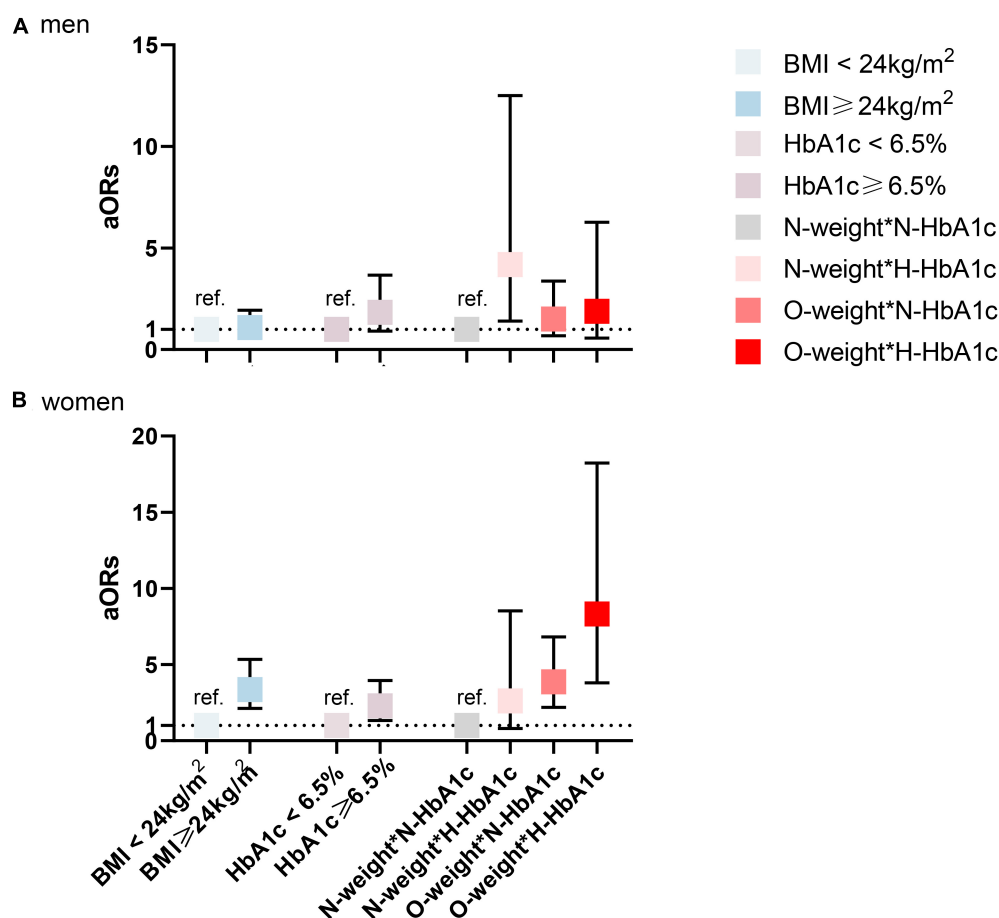 A men
15
10
5
1
0
aORs
ref.
ref.
ref.
BMI < 24kg/m²
BMI ≥ 24kg/m²
HbA1c < 6.5%
HbA1c ≥ 6.5%
N-weight*N-HbA1c
N-weight*H-HbA1c
O-weight*N-HbA1c
O-weight*H-HbA1c
B women
20
15
10
5
1
0
aORs
ref.
ref.
ref.
BMI < 24kg/m²
BMI ≥ 24kg/m²
HbA1c < 6.5%
HbA1c ≥ 6.5%
N-weight*N-HbA1c
N-weight*H-HbA1c
O-weight*N-HbA1c
O-weight*H-HbA1c